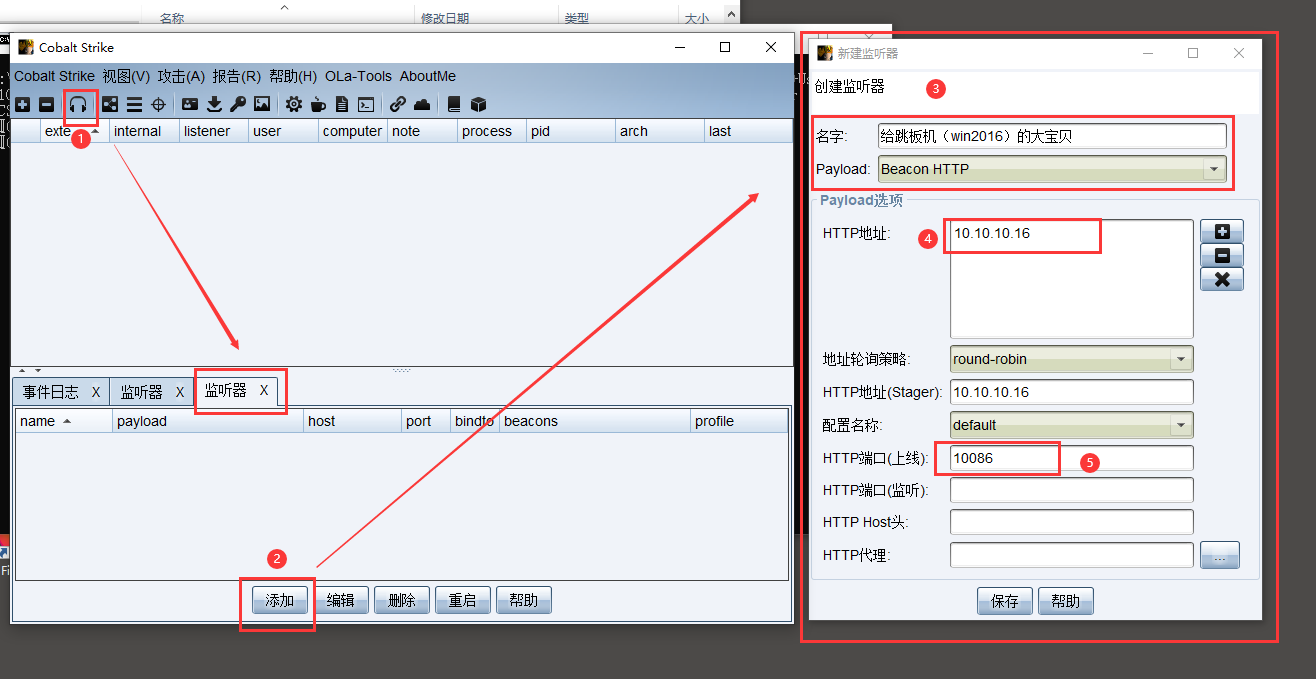 名称 修改日期 类型 大小
Cobalt Strike
Cobalt Strike 视图(V) 攻击(A) 报告(R) 帮助(H) OLa-Tools AboutMe
1
exte internal listener user computer note process pid arch last
事件日志 X 监听器 X 监听器 X
name payload host port bindto beacons profile
2
添加 编辑 删除 重启 帮助
新建监听器
创建监听器
3
名字: 给跳板机（win2016）的大宝贝
Payload: Beacon HTTP
Payload选项
HTTP地址: 4 10.10.10.16
地址轮询策略: round-robin
HTTP地址(Stager): 10.10.10.16
配置名称: default
HTTP端口(上线): 10086 5
HTTP端口(监听):
HTTP Host头:
HTTP代理: ...
保存 帮助